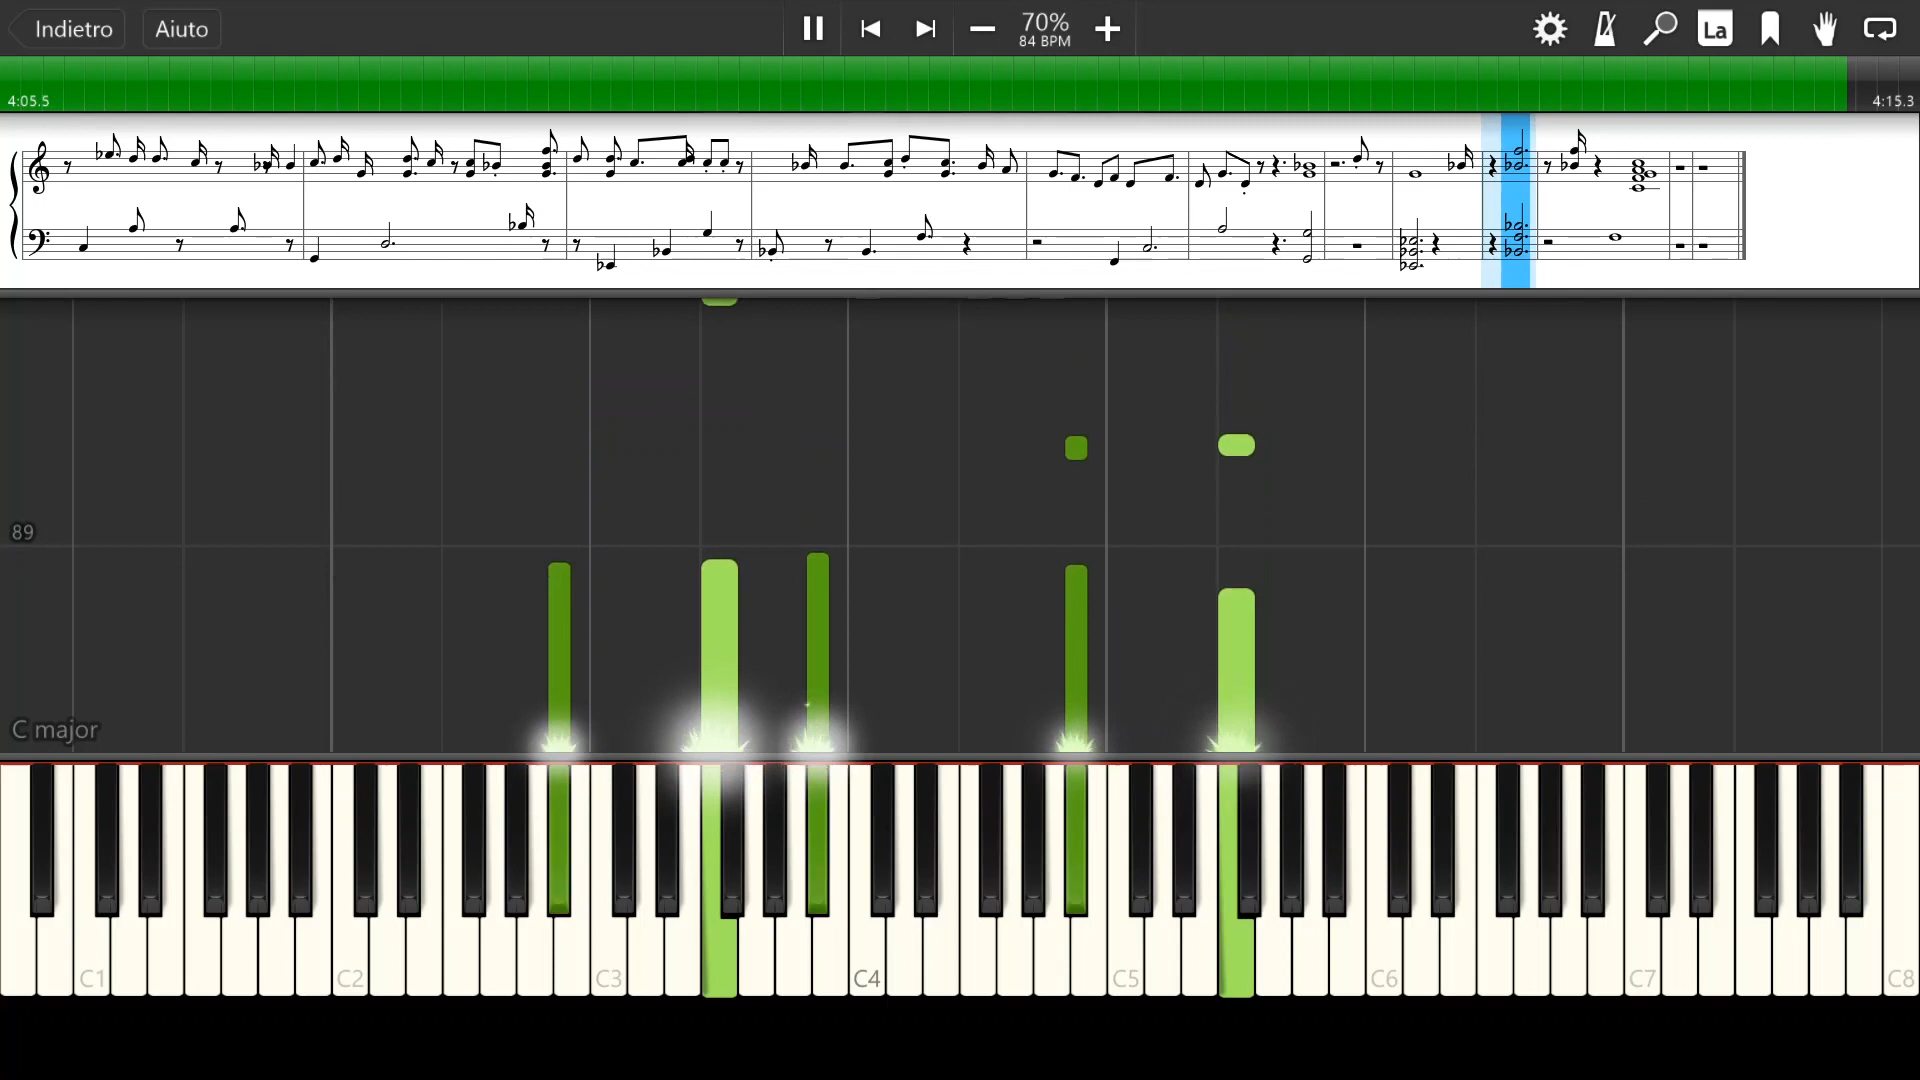 Indietro
Aiuto
70%
84 BPM
La
4:05.5
4:15.3
89
C major
C1
C2
C3
C4
C5
C6
C7
C8